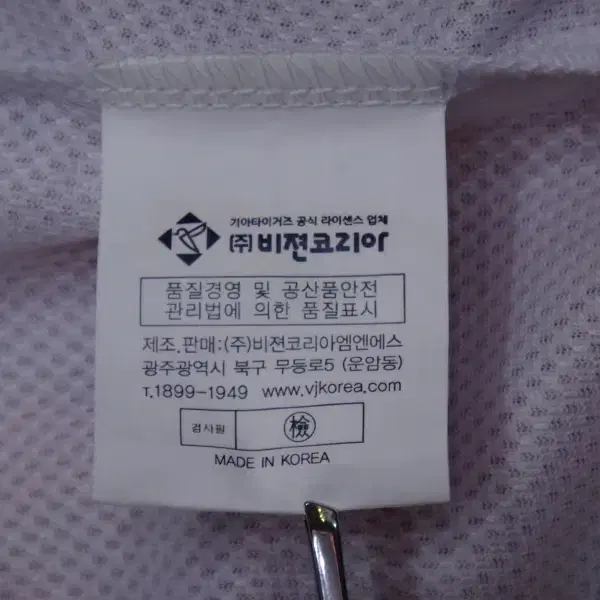 기아타이거즈 공식 라이센스 업체
(주)비젼코리아
품질경영 및 공산품안전
관리법에 의한 품질표시
제조.판매:(주)비젼코리아엠엔에스
광주광역시 북구 무등로5 (운암동)
T.1899-1949 www.vjkorea.com
검사필 檢
MADE IN KOREA